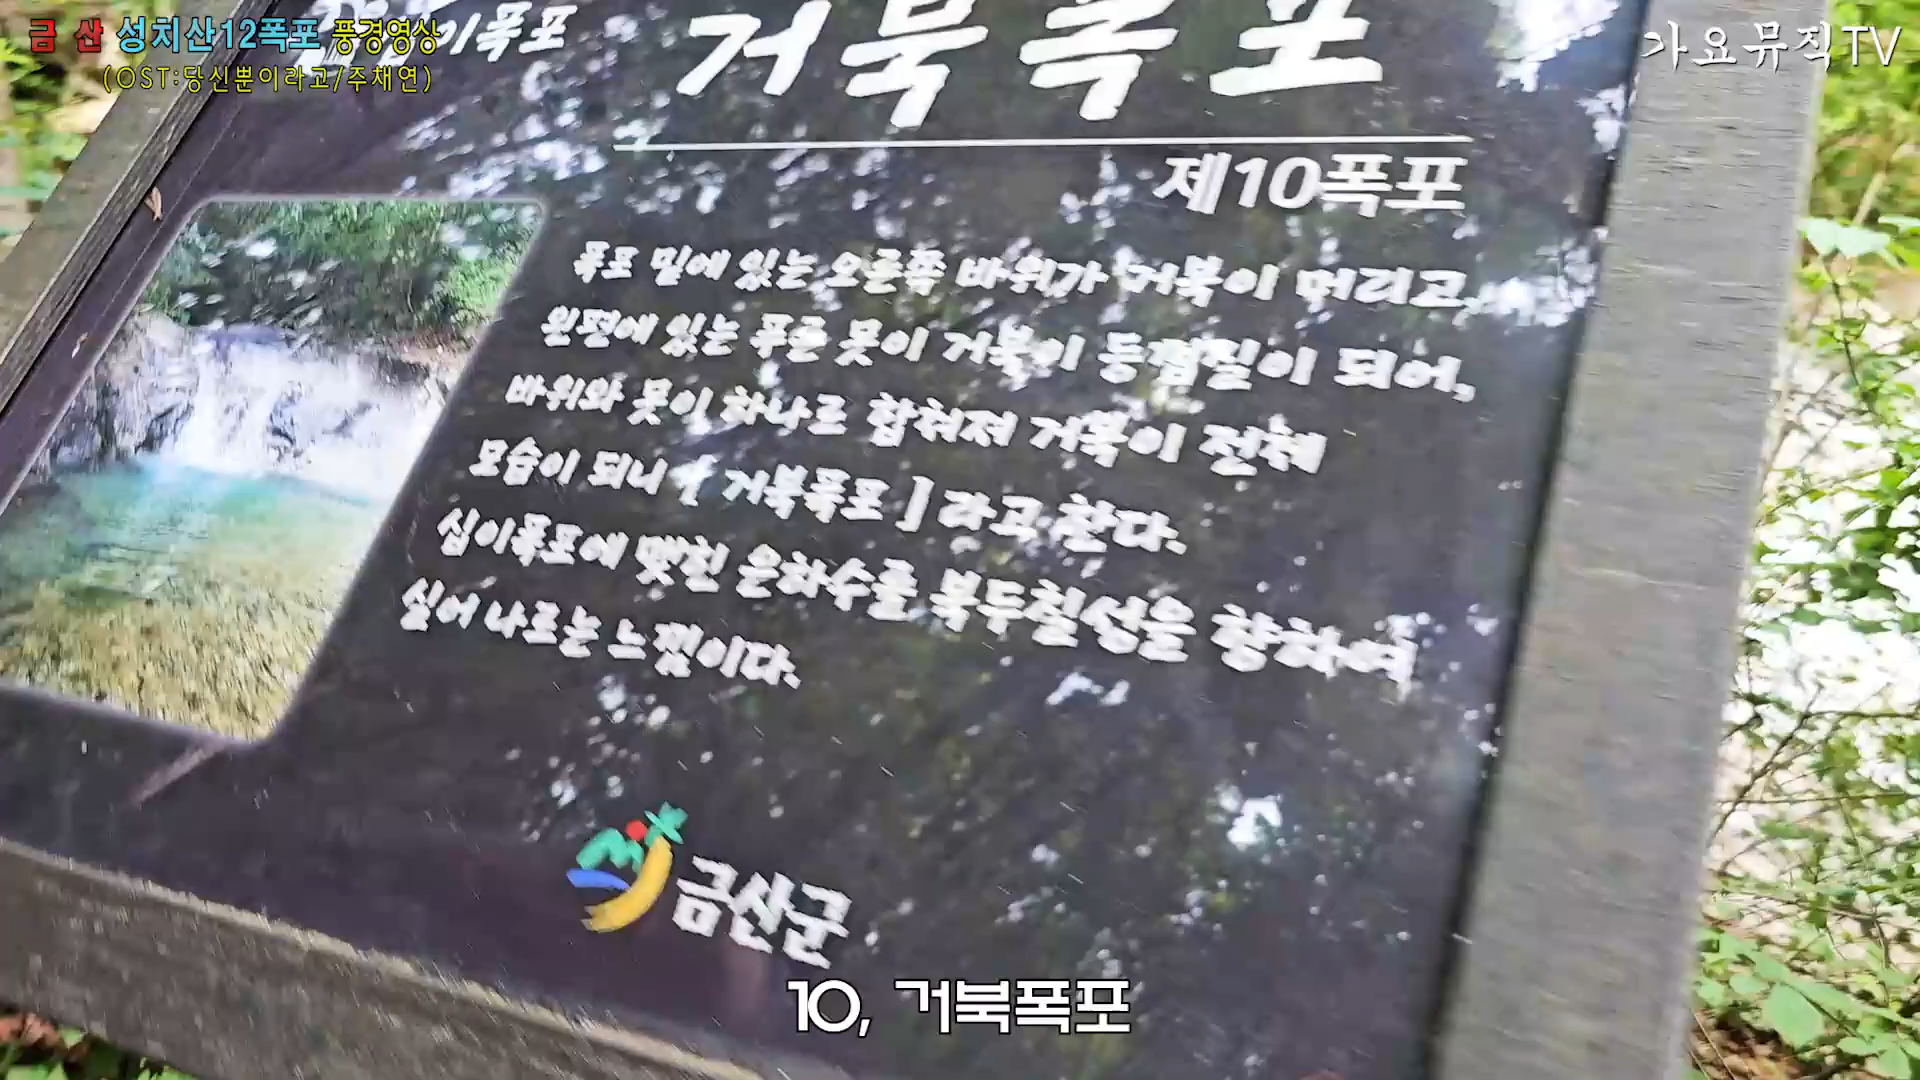 금 산 성치산12폭포 풍경영상
(OST:당신뿐이라고/주채연)
가요뮤직TV
이폭포
거북폭포
제10폭포
폭포 밑에 있는 오른쪽 바위가 거북이 머리고,
왼편에 있는 푸른 못이 거북이 등껍질이 되어,
바위와 못이 하나로 합쳐져 거북이 전체
모습이 되니 [ 거북폭포 ] 라고 한다.
십이폭포에 맺힌 은하수를 북두칠성을 향하여
실어 나르는 느낌이다.
금산군
10, 거북폭포